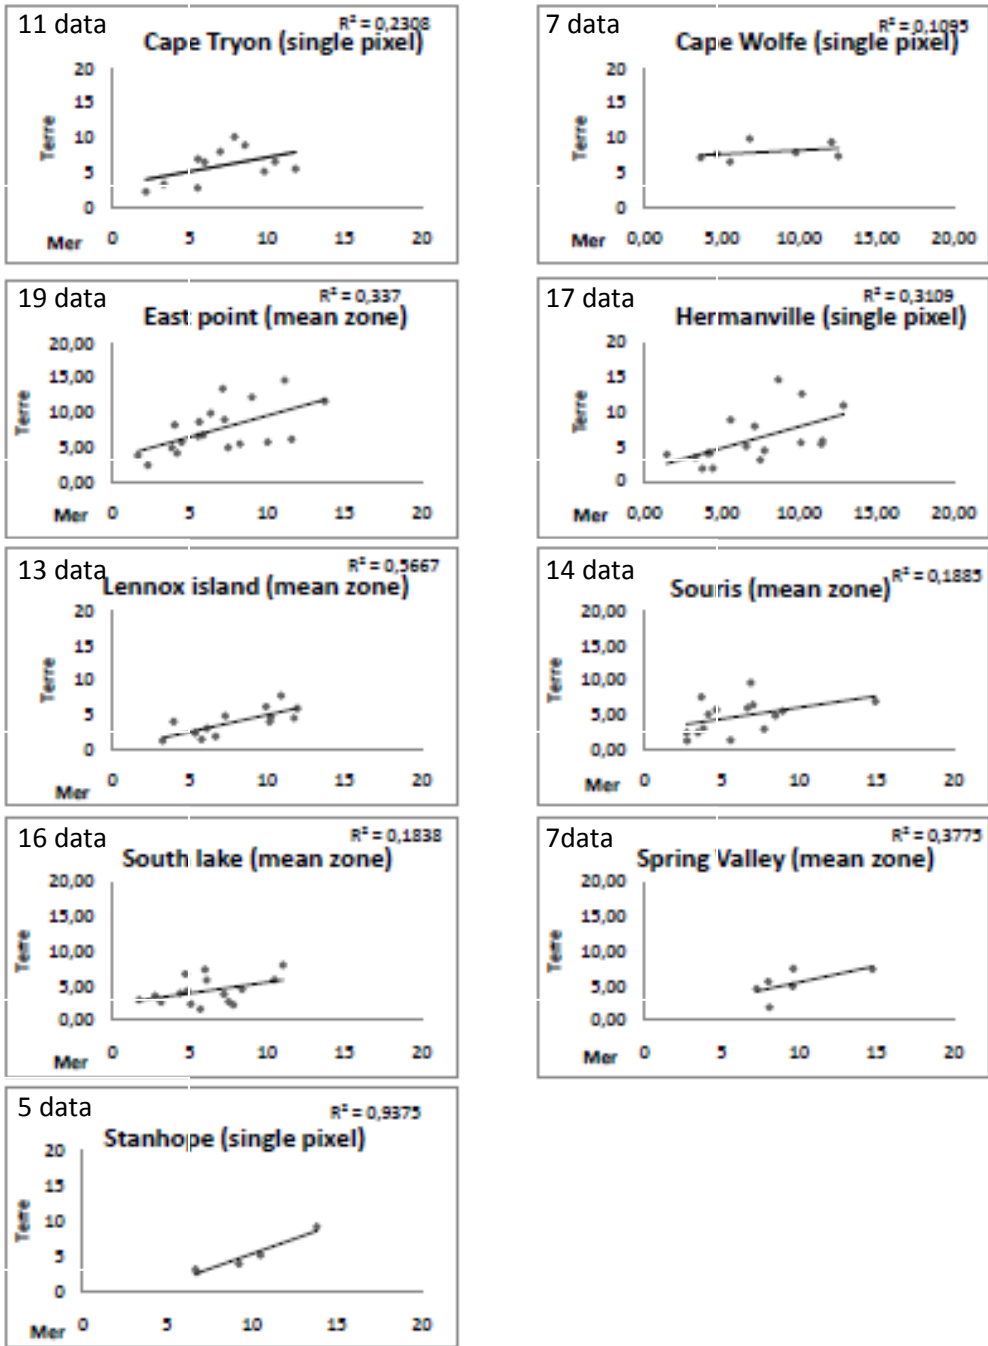 11 data
R² = 0,2308
Cape Tryon (single pixel)
20
15
10
5
0
Terre
Mer 0 5 10 15 20
7 data
R² = 0,1095
Cape Wolfe (single pixel)
20
15
10
5
0
Terre
Mer 0,00 5,00 10,00 15,00 20,00
19 data
R² = 0,337
East point (mean zone)
20,00
15,00
10,00
5,00
0,00
Terre
Mer 0 5 10 15 20
17 data
R² = 0,3109
Hermanville (single pixel)
20
15
10
5
0
Terre
Mer 0,00 5,00 10,00 15,00 20,00
13 data
R² = 0,5667
Lennox island (mean zone)
20
15
10
5
0
Terre
Mer 0 5 10 15 20
14 data
R² = 0,1885
Souris (mean zone)
20,00
15,00
10,00
5,00
0,00
Terre
Mer 0 5 10 15 20
16 data
R² = 0,1838
South lake (mean zone)
20,00
15,00
10,00
5,00
0,00
Terre
Mer 0 5 10 15 20
7data
R² = 0,3775
Spring Valley (mean zone)
20,00
15,00
10,00
5,00
0,00
Terre
Mer 0 5 10 15 20
5 data
R² = 0,9375
Stanhope (single pixel)
20
15
10
5
0
Terre
Mer 0 5 10 15 20